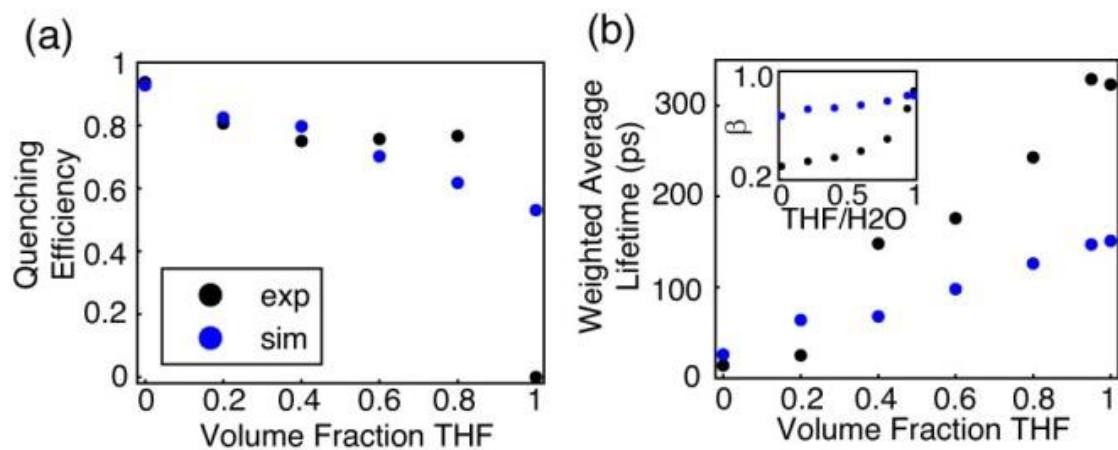 (a)
1
0.8
0.6
0.4
0.2
0
Quenching
Efficiency
exp
sim
0 0.2 0.4 0.6 0.8 1
Volume Fraction THF
(b)
300
200
100
0
Weighted Average
Lifetime (ps)
1.0
β
0.2
0 0.5 1
THF/H2O
0 0.2 0.4 0.6 0.8 1
Volume Fraction THF